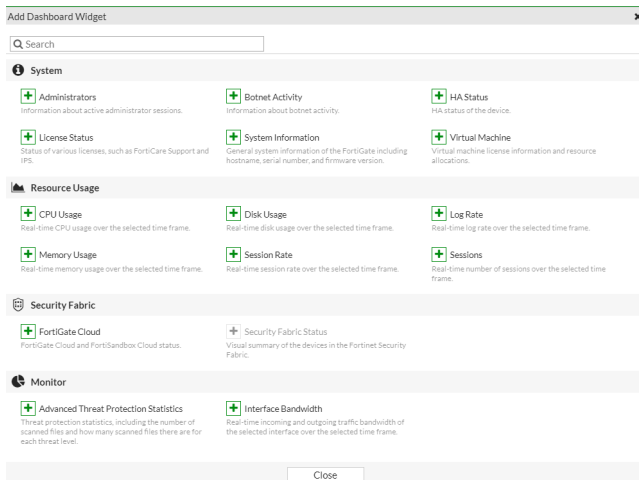 Add Dashboard Widget
Search
System
Administrators
Information about active administrator sessions.
Botnet Activity
Information about botnet activity.
HA Status
HA status of the device.
License Status
Status of various licenses, such as FortiCare Support and
IPS.
System Information
General system information of the FortiGate including
hostname, serial number, and firmware version.
Virtual Machine
Virtual machine license information and resource
allocations.
Resource Usage
CPU Usage
Real-time CPU usage over the selected time frame.
Disk Usage
Real-time disk usage over the selected time frame.
Log Rate
Real-time log rate over the selected time frame.
Memory Usage
Real-time memory usage over the selected time frame.
Session Rate
Real-time session rate over the selected time frame.
Sessions
Real-time number of sessions over the selected time
frame.
Security Fabric
FortiGate Cloud
FortiGate Cloud and FortiSandbox Cloud status.
Security Fabric Status
Visual summary of the devices in the Fortinet Security
Fabric.
Monitor
Advanced Threat Protection Statistics
Threat protection statistics, including the number of
scanned files and how many scanned files there are for
each threat level.
Interface Bandwidth
Real-time incoming and outgoing traffic bandwidth of
the selected interface over the selected time frame.
Close